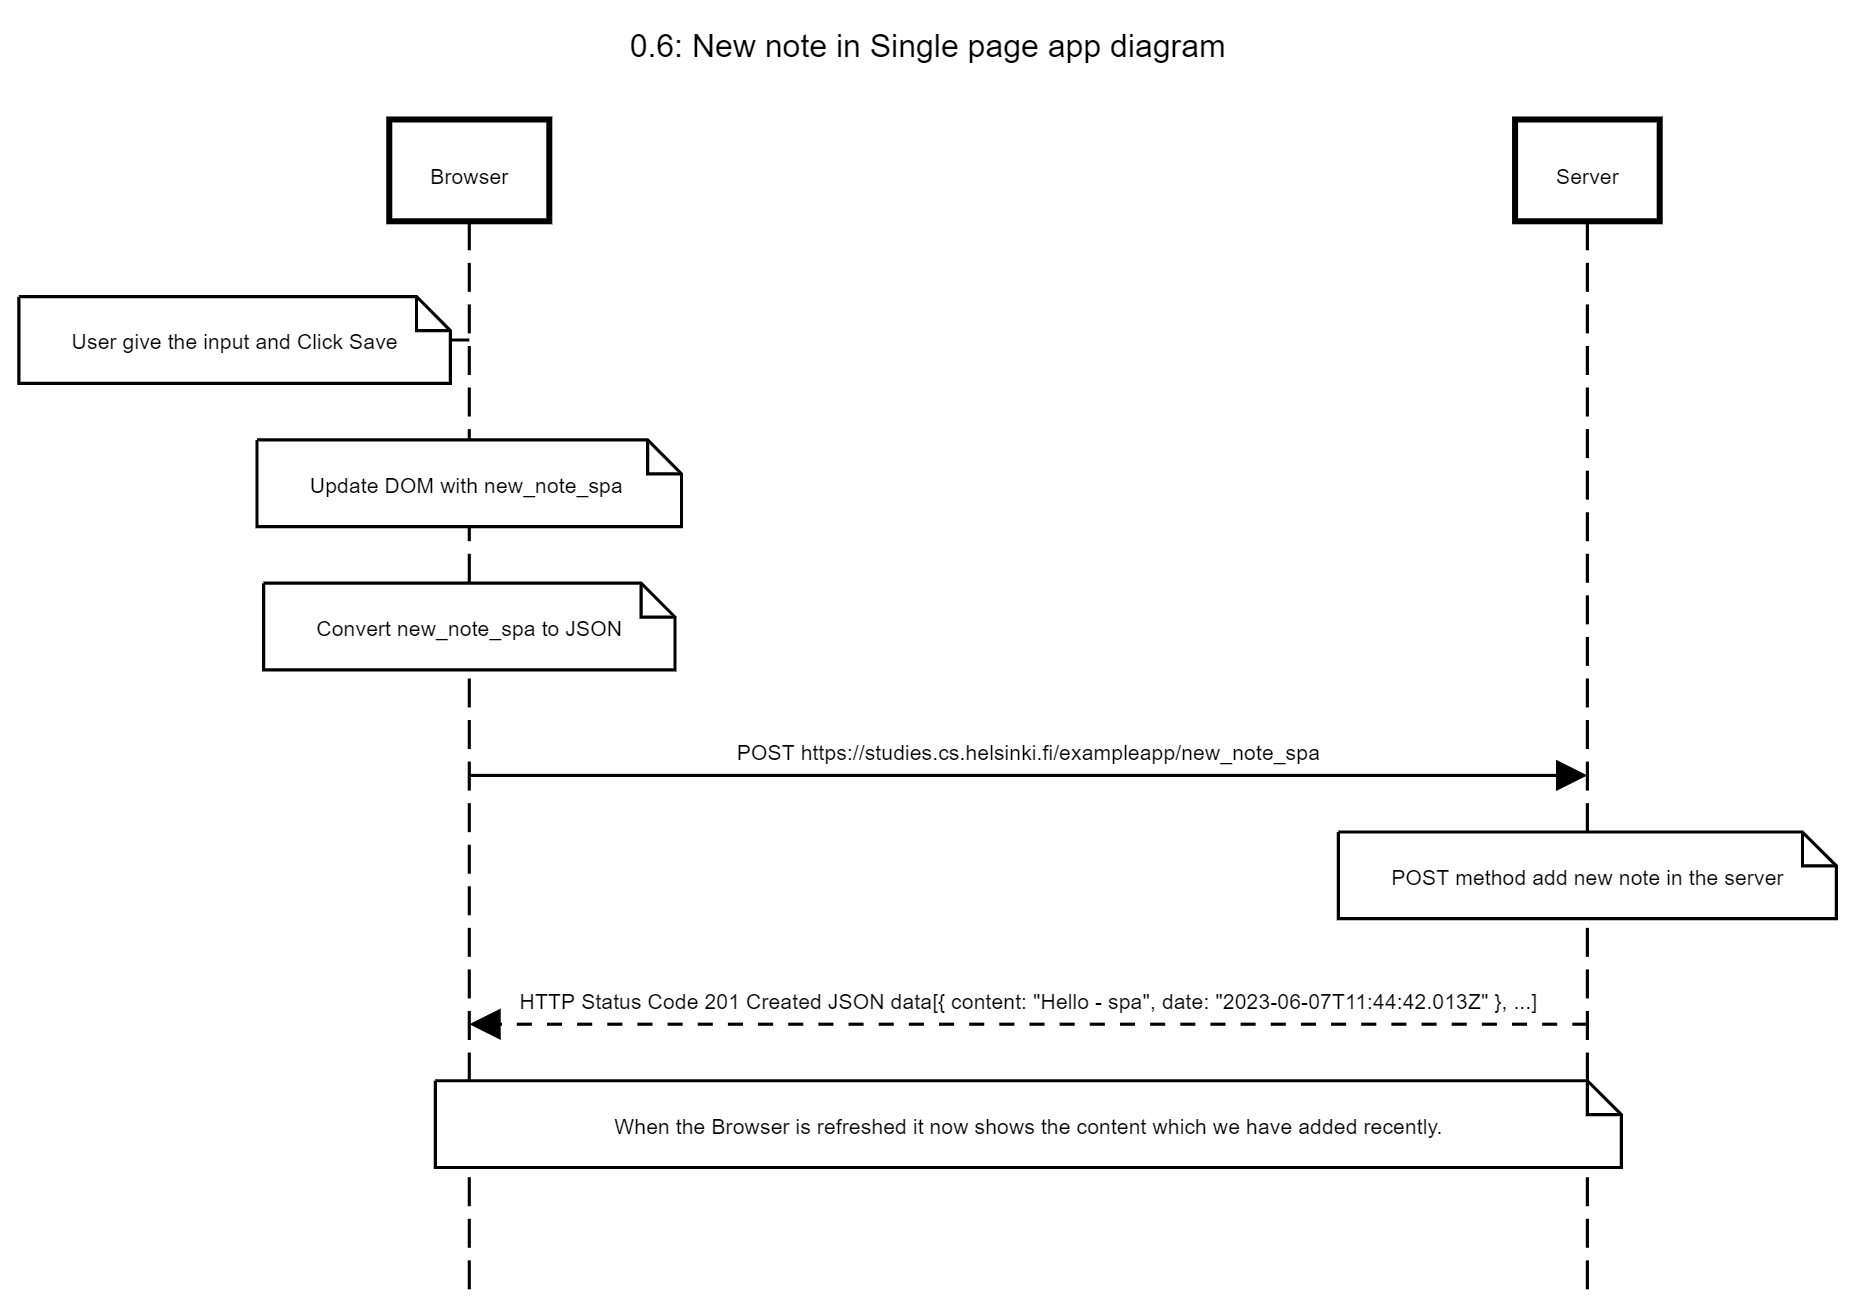 0.6: New note in Single page app diagram
Browser
Server
User give the input and Click Save
Update DOM with new_note_spa
Convert new_note_spa to JSON
POST https://studies.cs.helsinki.fi/exampleapp/new_note_spa
POST method add new note in the server
HTTP Status Code 201 Created JSON data[{ content: "Hello - spa", date: "2023-06-07T11:44:42.013Z" }, ...]
When the Browser is refreshed it now shows the content which we have added recently.